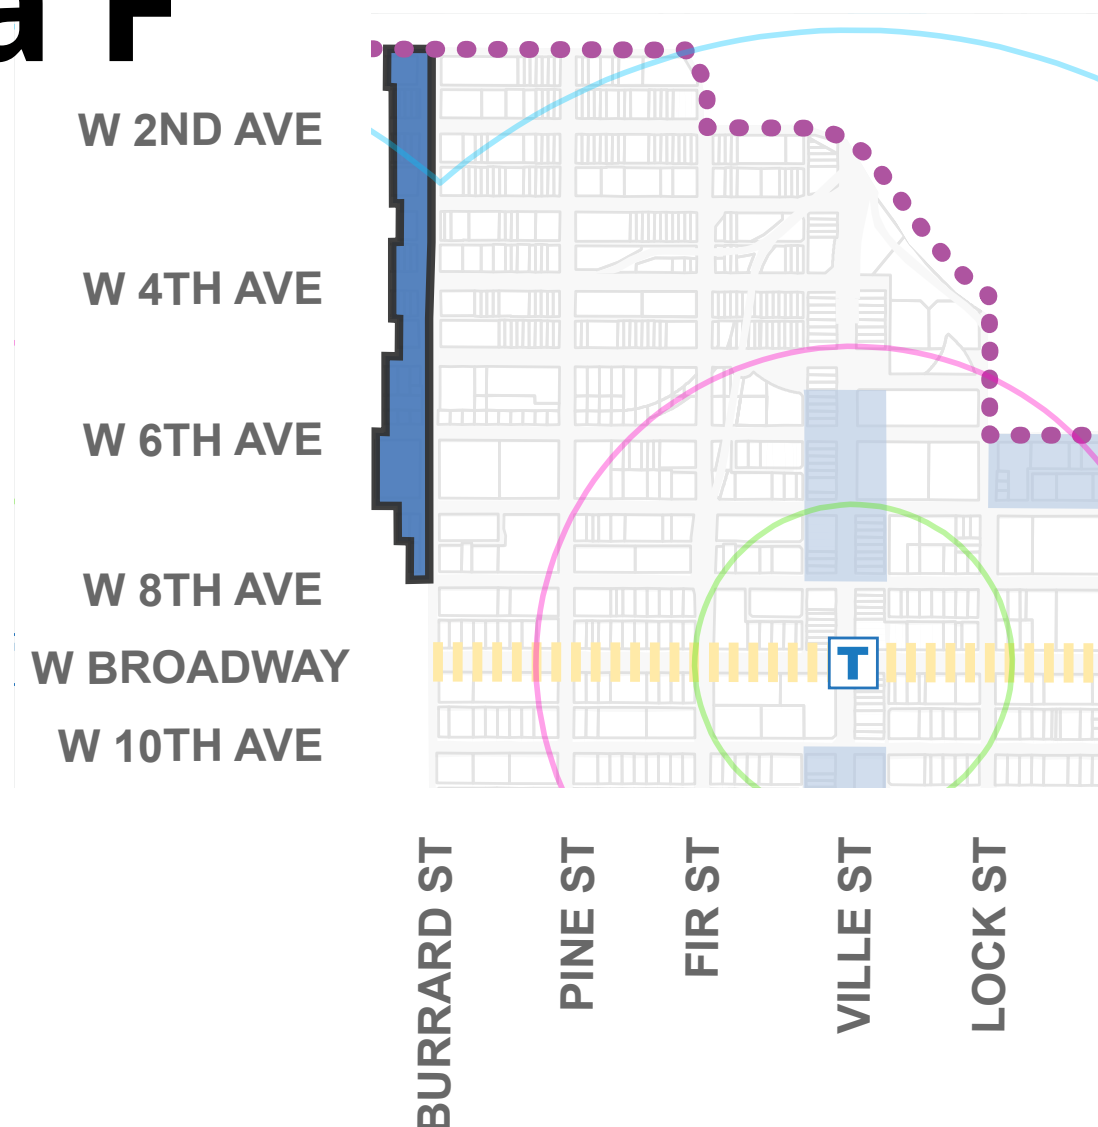 a F
W 2ND AVE
W 4TH AVE
W 6TH AVE
W 8TH AVE
W BROADWAY
W 10TH AVE
T
BURRARD ST
PINE ST
FIR ST
VILLE ST
LOCK ST